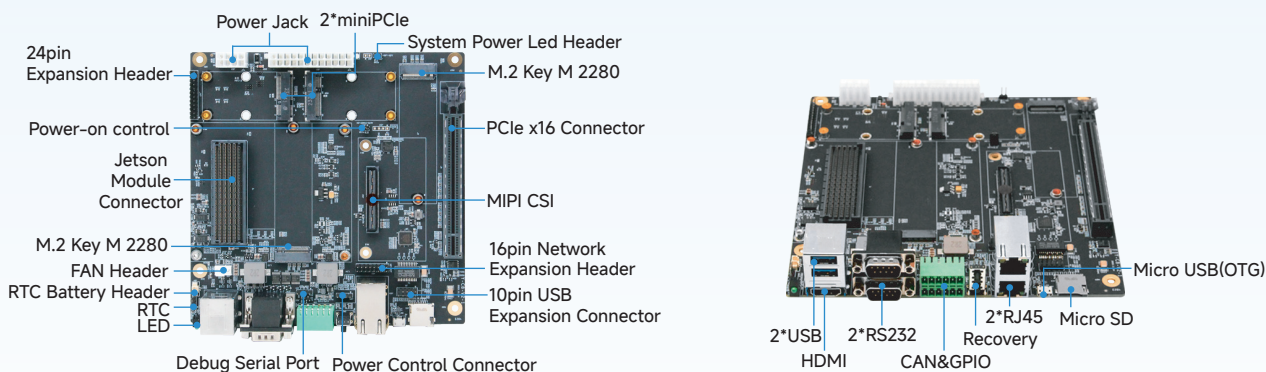 Power Jack
2*miniPCIe
24pin
Expansion Header
System Power Led Header
M.2 Key M 2280
Power-on control
PCIe x16 Connector
Jetson
Module
Connector
MIPI CSI
M.2 Key M 2280
16pin Network
Expansion Header
FAN Header
RTC Battery Header
10pin USB
Expansion Connector
RTC
LED
Debug Serial Port
Power Control Connector
Micro USB(OTG)
2*USB
2*RS232
2*RJ45
Micro SD
Recovery
HDMI
CAN&GPIO